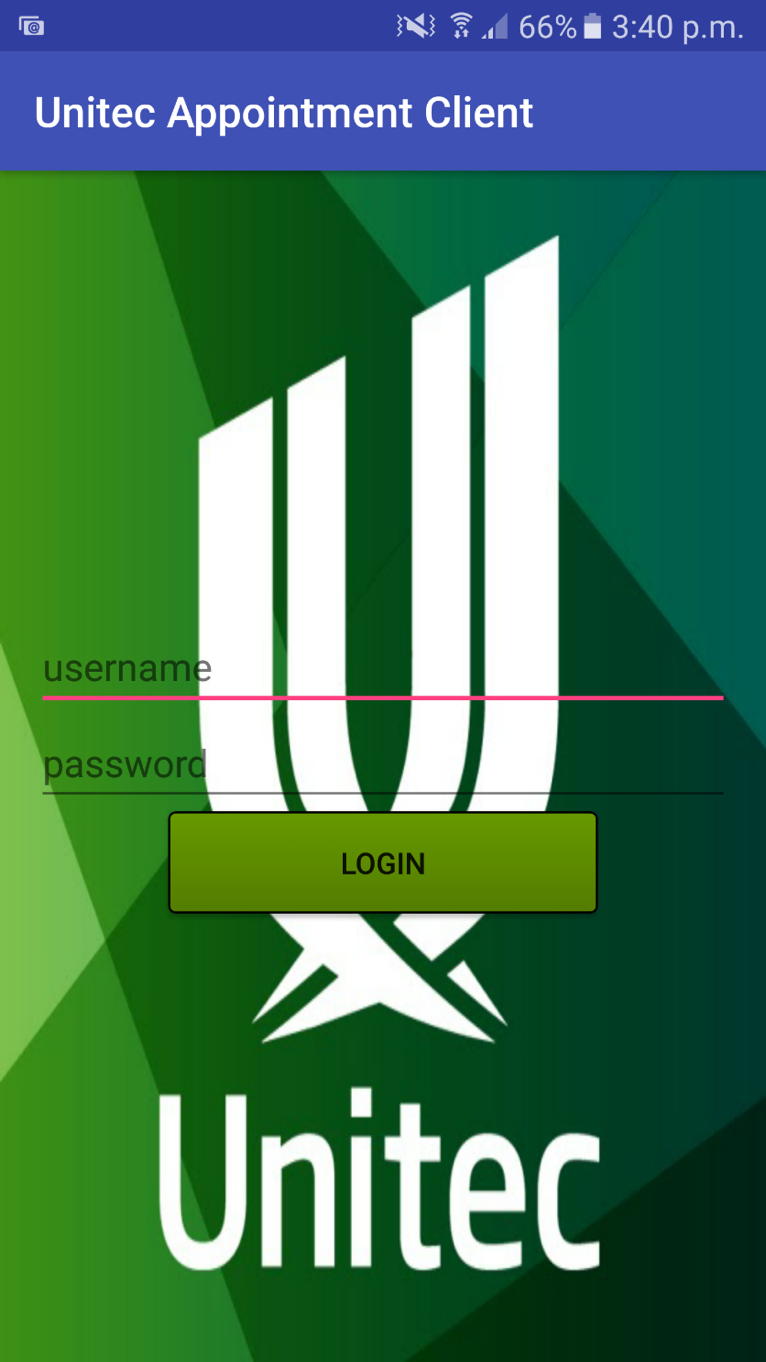 66% 3:40 p.m.
Unitec Appointment Client
username
password
LOGIN
Unitec